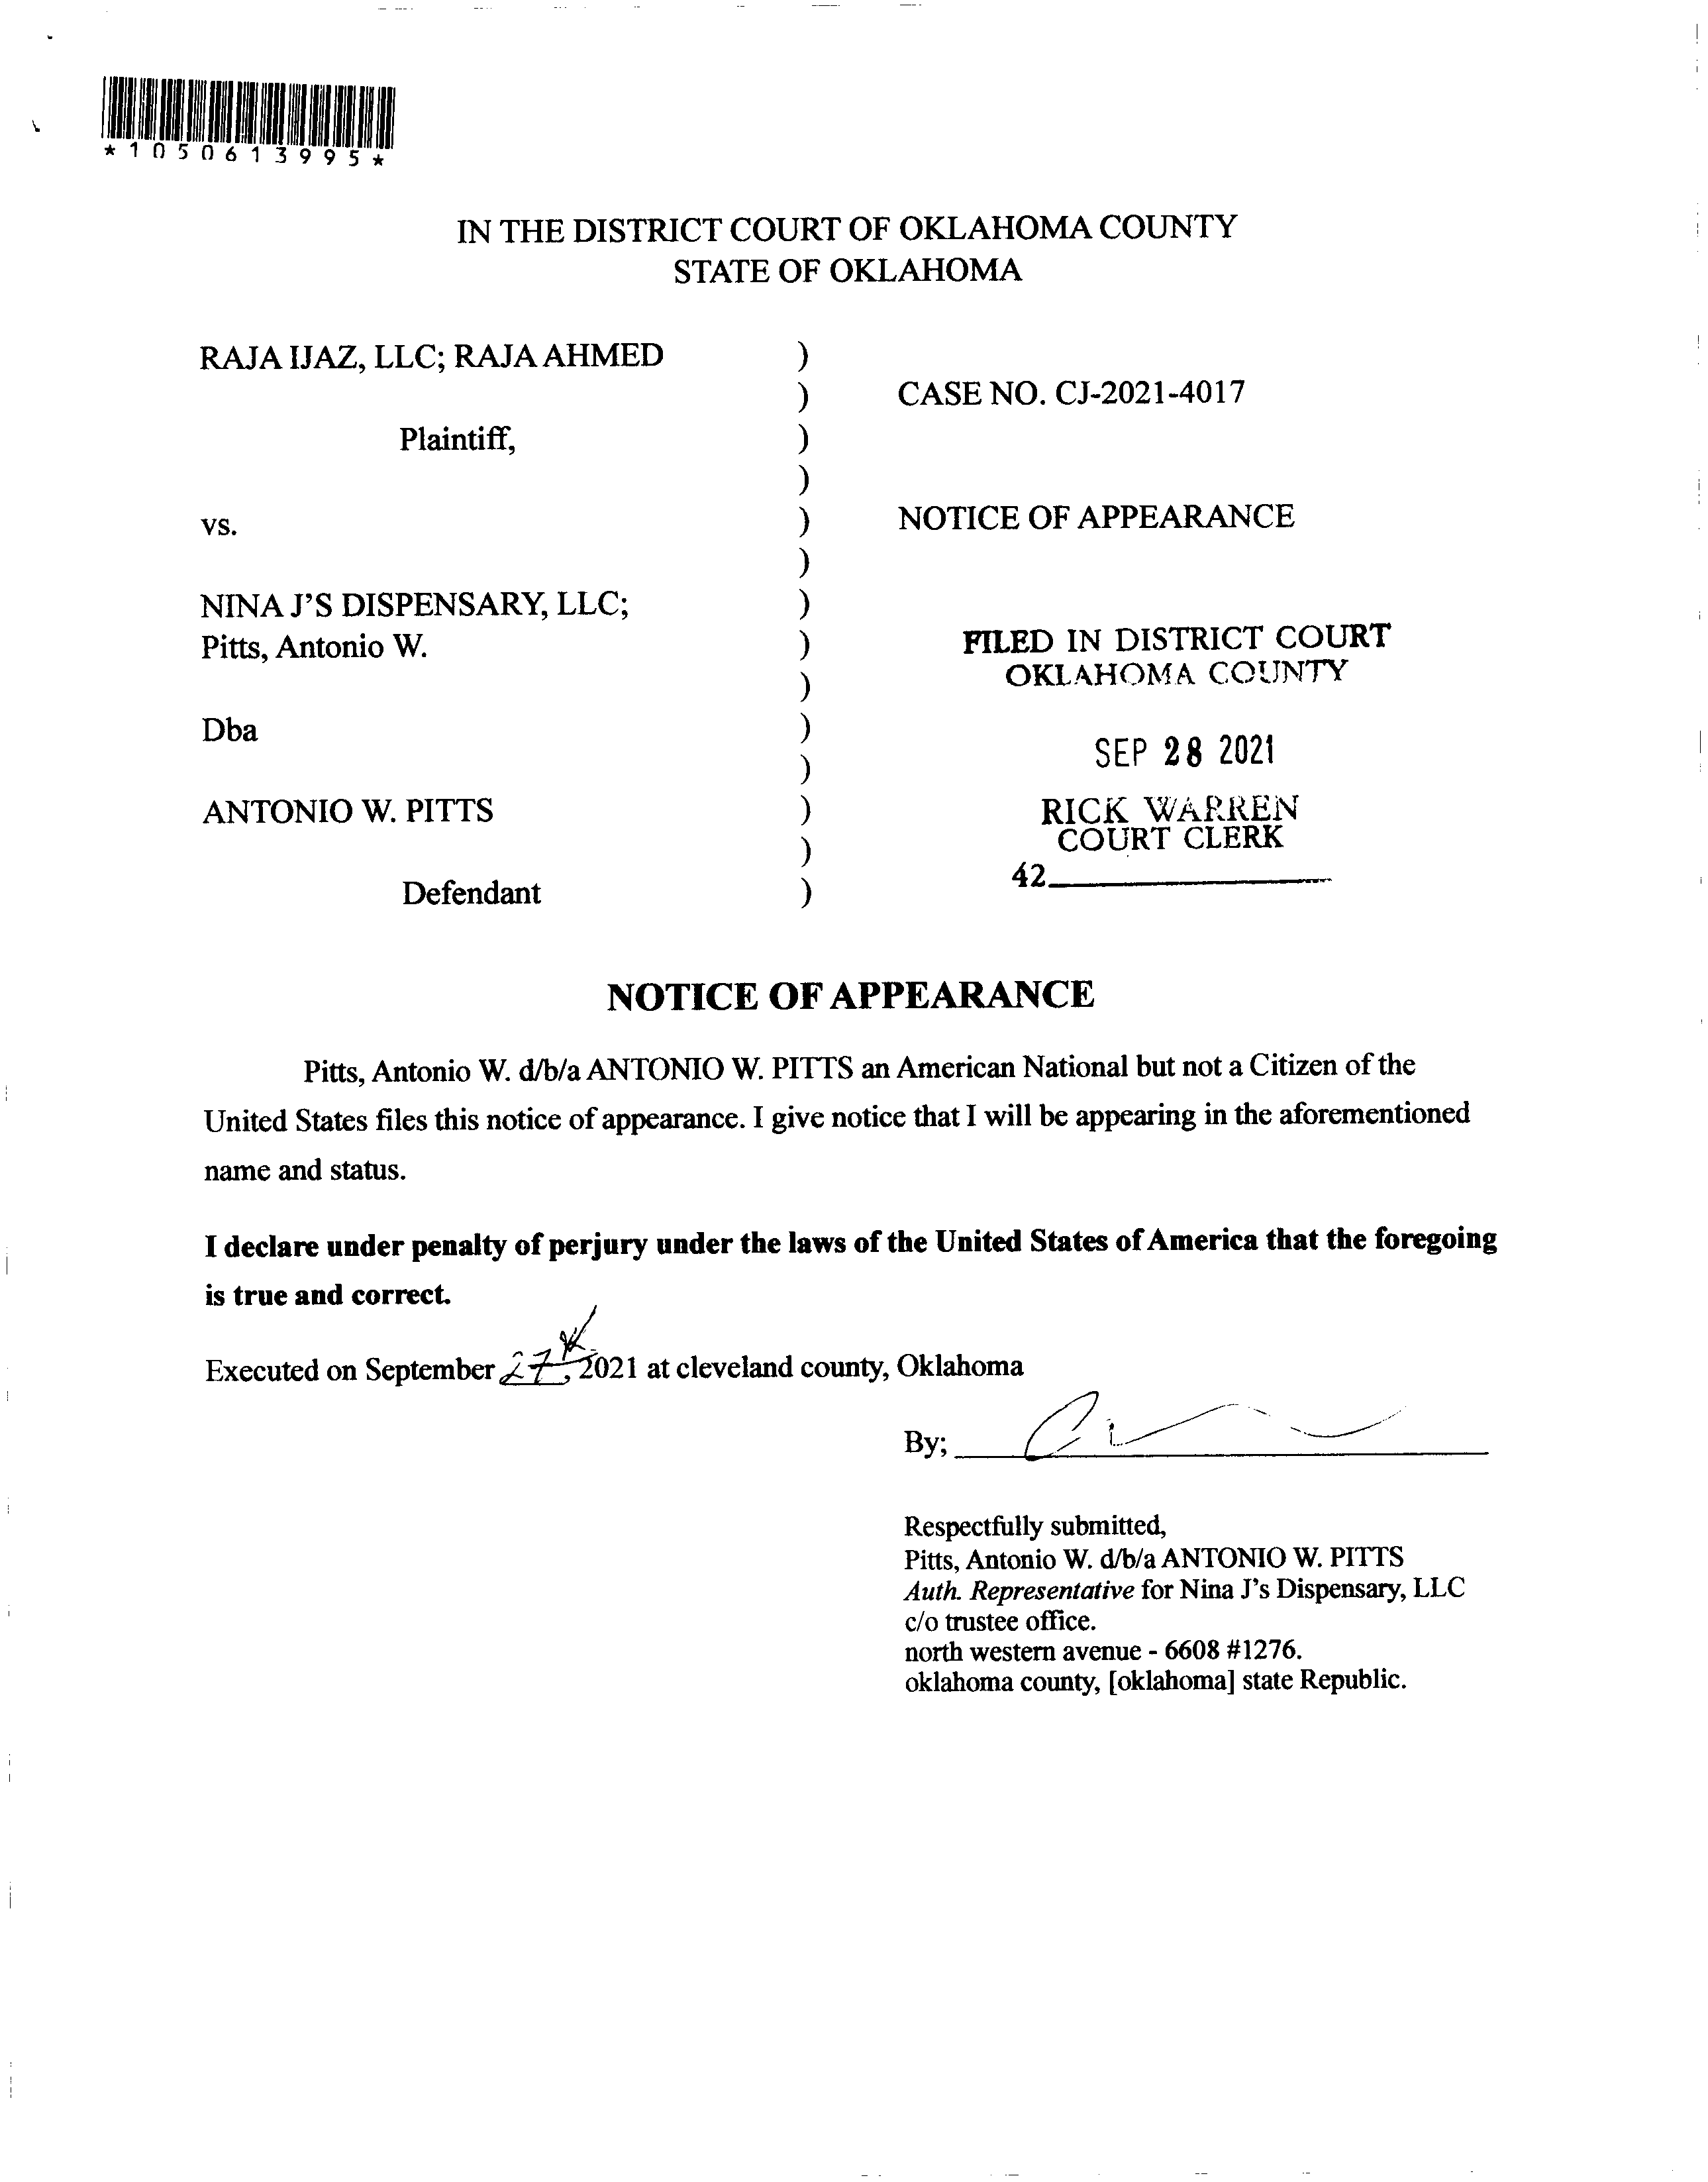 *1050613995*
IN THE DISTRICT COURT OF OKLAHOMA COUNTY
STATE OF OKLAHOMA
RAJA IJAZ, LLC; RAJA AHMED )
) CASE NO. CJ-2021-4017
Plaintiff, )
)
vs. ) NOTICE OF APPEARANCE
)
NINA J'S DISPENSARY, LLC; )
Pitts, Antonio W. )
)
Dba )
)
ANTONIO W. PITTS )
)
Defendant )
FILED IN DISTRICT COURT
OKLAHOMA COUNTY
SEP 28 2021
RICK WARREN
COURT CLERK
42
NOTICE OF APPEARANCE
Pitts, Antonio W. d/b/a ANTONIO W. PITTS an American National but not a Citizen of the
United States files this notice of appearance. I give notice that I will be appearing in the aforementioned
name and status.
I declare under penalty of perjury under the laws of the United States of America that the foregoing
is true and correct.
Executed on September 27th, 2021 at cleveland county, Oklahoma
By;
Respectfully submitted,
Pitts, Antonio W. d/b/a ANTONIO W. PITTS
Auth. Representative for Nina J's Dispensary, LLC
c/o trustee office.
north western avenue - 6608 #1276.
oklahoma county, [oklahoma] state Republic.